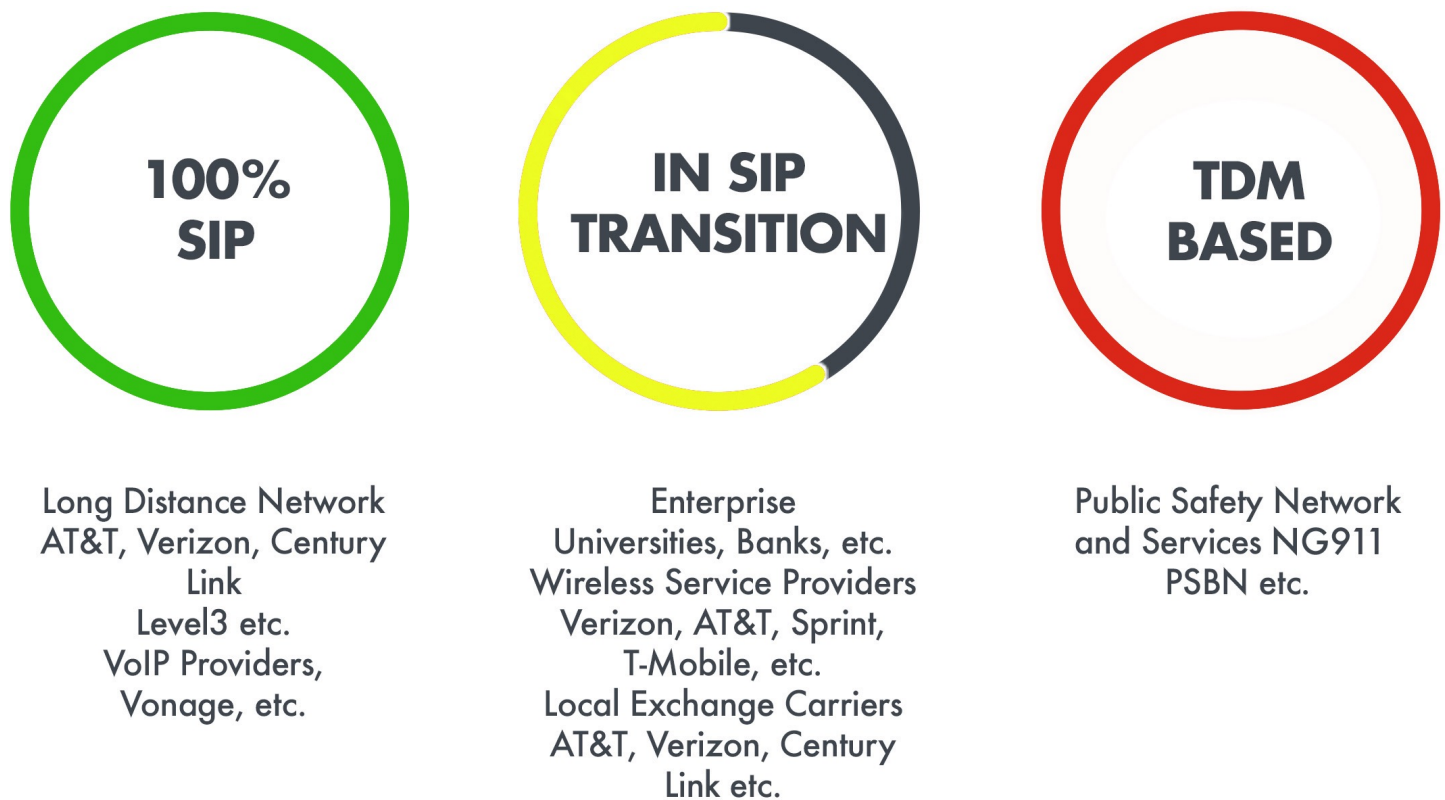 100%
SIP
Long Distance Network
AT&T, Verizon, Century
Link
Level3 etc.
VoIP Providers,
Vonage, etc.
IN SIP
TRANSITION
Enterprise
Universities, Banks, etc.
Wireless Service Providers
Verizon, AT&T, Sprint,
T-Mobile, etc.
Local Exchange Carriers
AT&T, Verizon, Century
Link etc.
TDM
BASED
Public Safety Network
and Services NG911
PSBN etc.